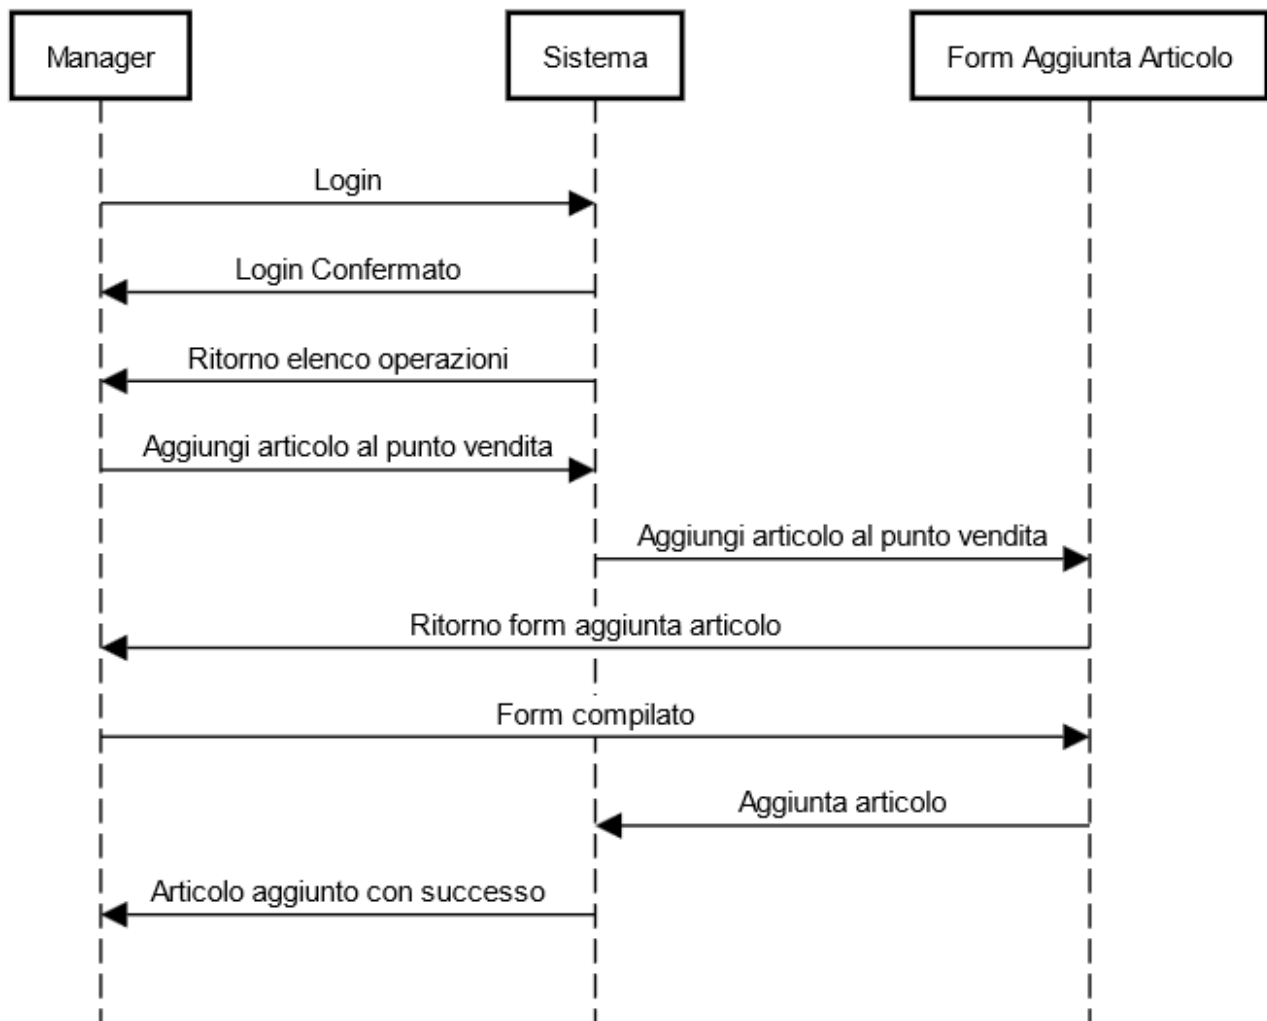 Manager
Sistema
Form Aggiunta Articolo
Login
Login Confermato
Ritorno elenco operazioni
Aggiungi articolo al punto vendita
Aggiungi articolo al punto vendita
Ritorno form aggiunta articolo
Form compilato
Aggiunta articolo
Articolo aggiunto con successo